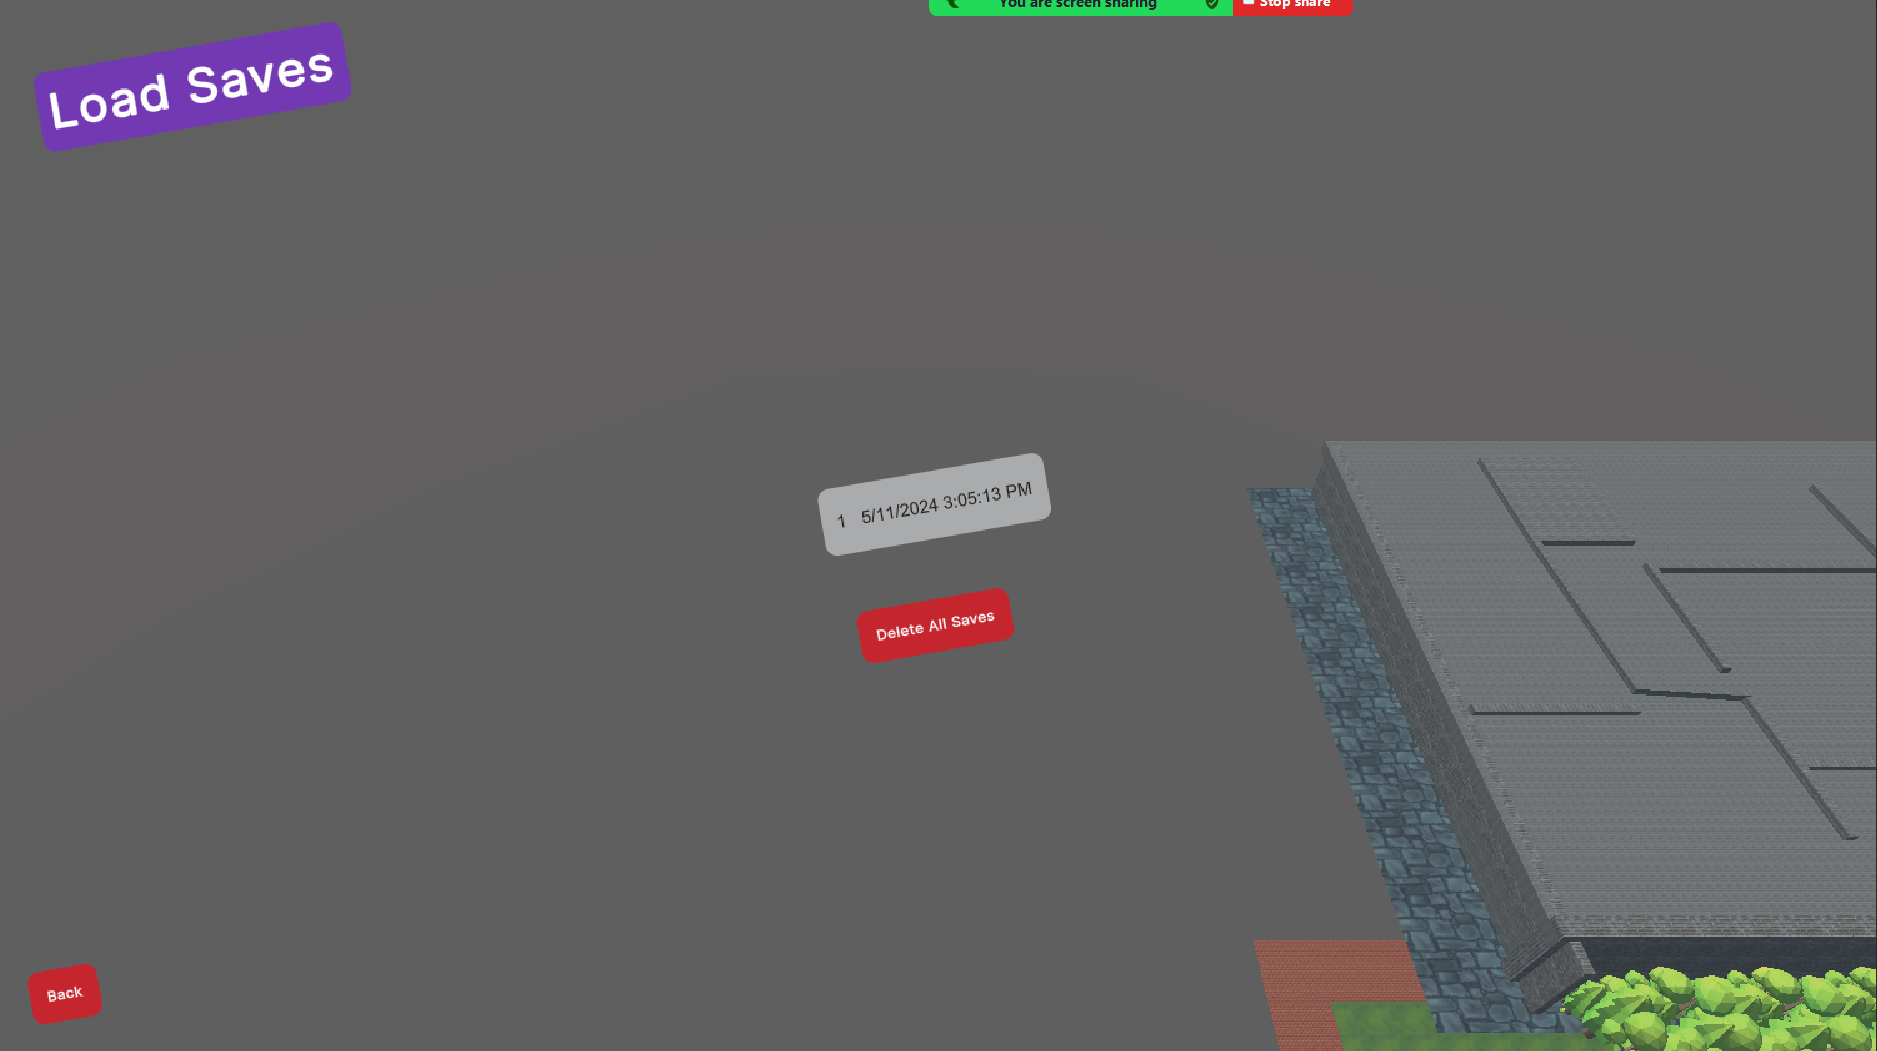 You are screen sharing
Stop share
Load Saves
1 5/11/2024 3:05:13 PM
Delete All Saves
Back